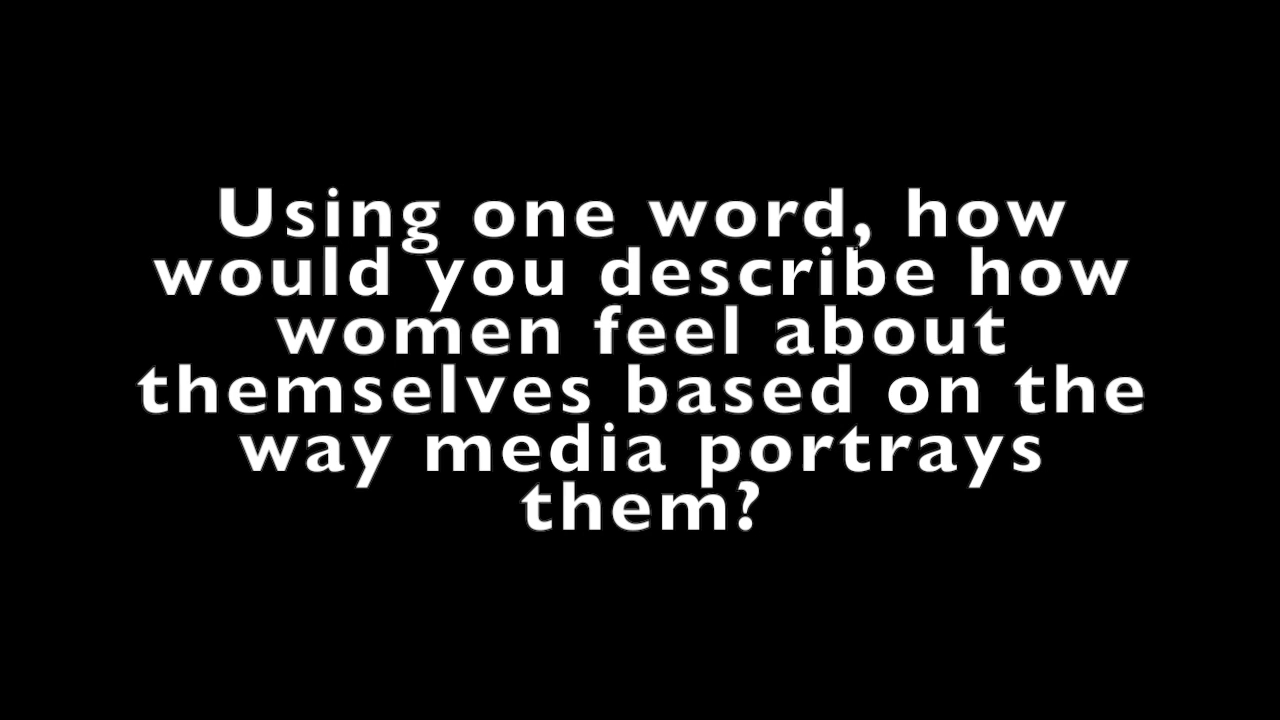 Using one word, how
would you describe how
women feel about
themselves based on the
way media portrays
them?